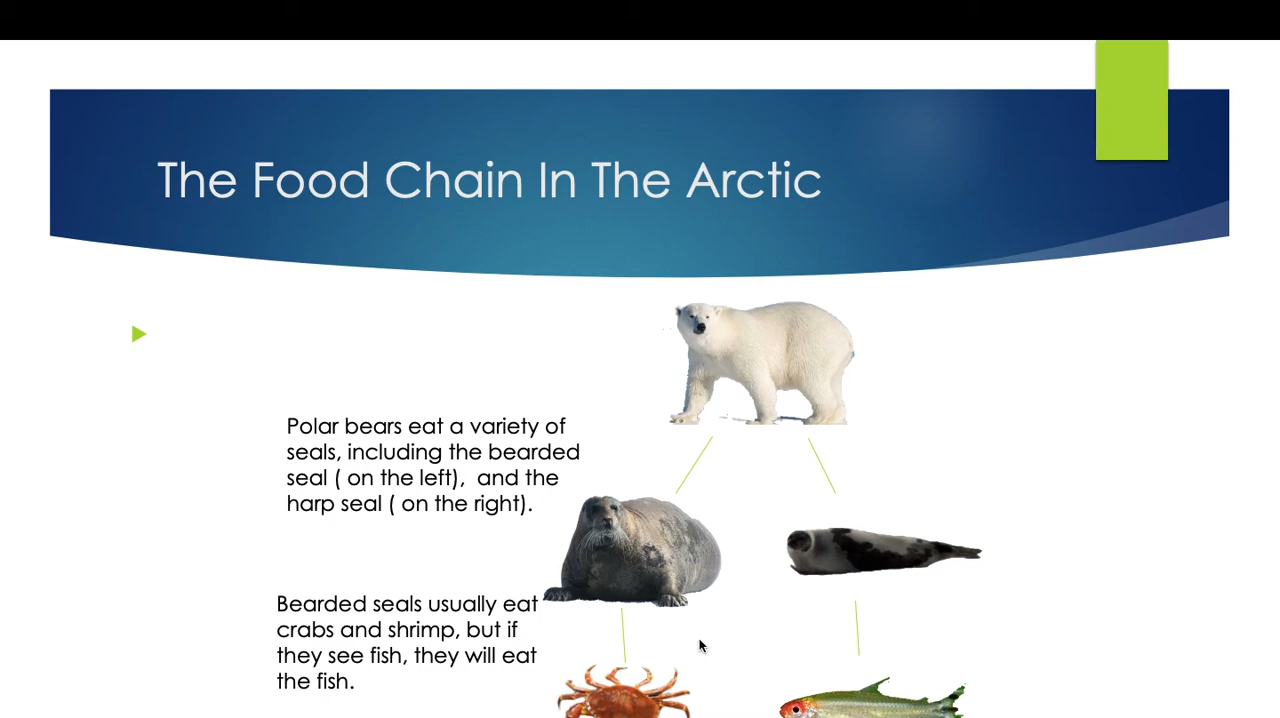 The Food Chain In The Arctic
Polar bears eat a variety of
seals, including the bearded
seal ( on the left),  and the
harp seal ( on the right).
Bearded seals usually eat
crabs and shrimp, but if
they see fish, they will eat
the fish.